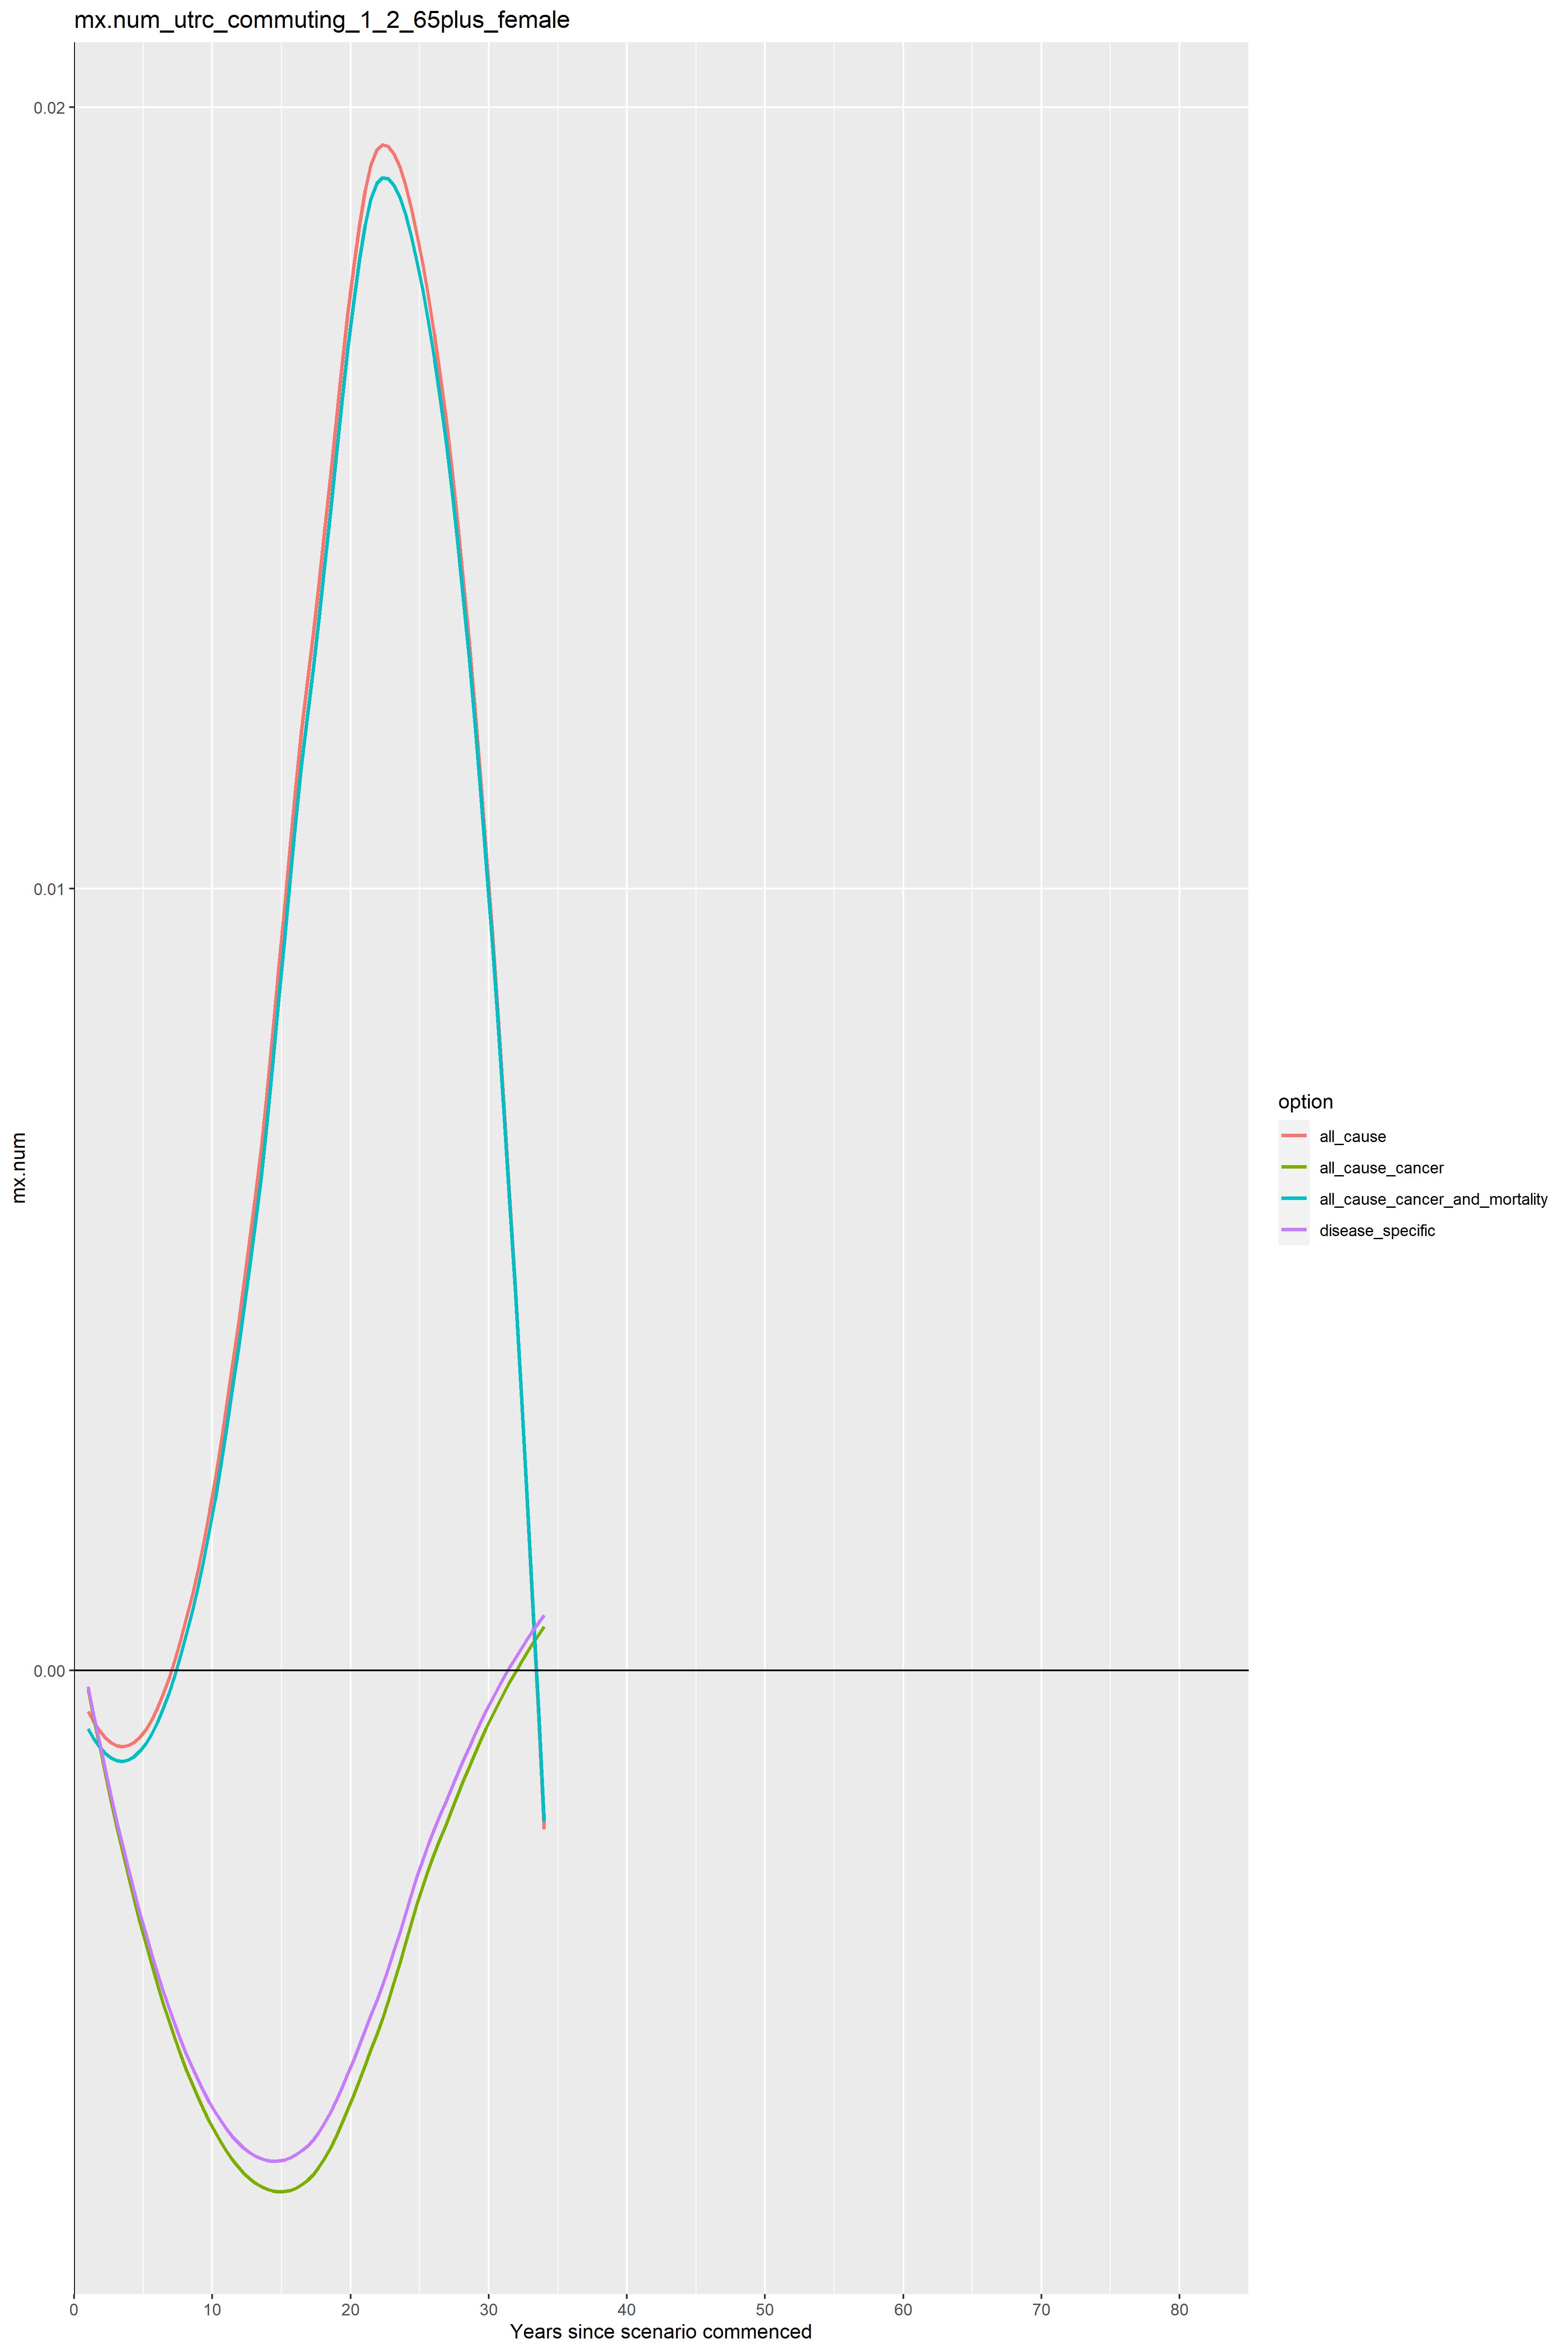 mx.num_utrc_commuting_1_2_65plus_female
0.02
0.01
0.00
mx.num
0 10 20 30 40 50 60 70 80
Years since scenario commenced
option
all_cause
all_cause_cancer
all_cause_cancer_and_mortality
disease_specific